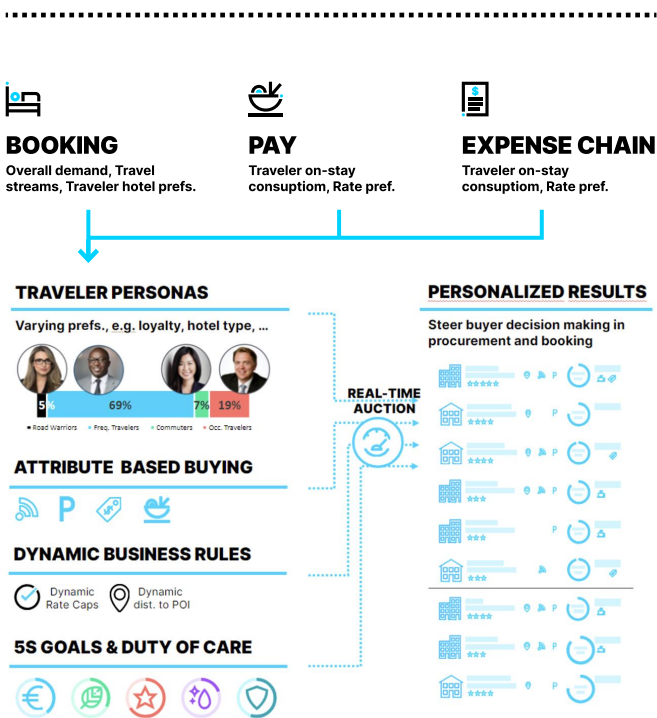 BOOKING
Overall demand, Travel
streams, Traveler hotel prefs.
PAY
Traveler on-stay
consuptiom, Rate pref.
EXPENSE CHAIN
Traveler on-stay
consuptiom, Rate pref.
TRAVELER PERSONAS
Varying prefs., e.g. loyalty, hotel type, ...
5%
69%
7%
19%
Road Warriors
Freq. Travelers
Commuters
Occ. Travelers
ATTRIBUTE BASED BUYING
P
DYNAMIC BUSINESS RULES
Dynamic
Rate Caps
Dynamic
dist. to POI
5S GOALS & DUTY OF CARE
€
REAL-TIME
AUCTION
PERSONALIZED RESULTS
Steer buyer decision making in
procurement and booking
P
P
P
P
P
P
P
P